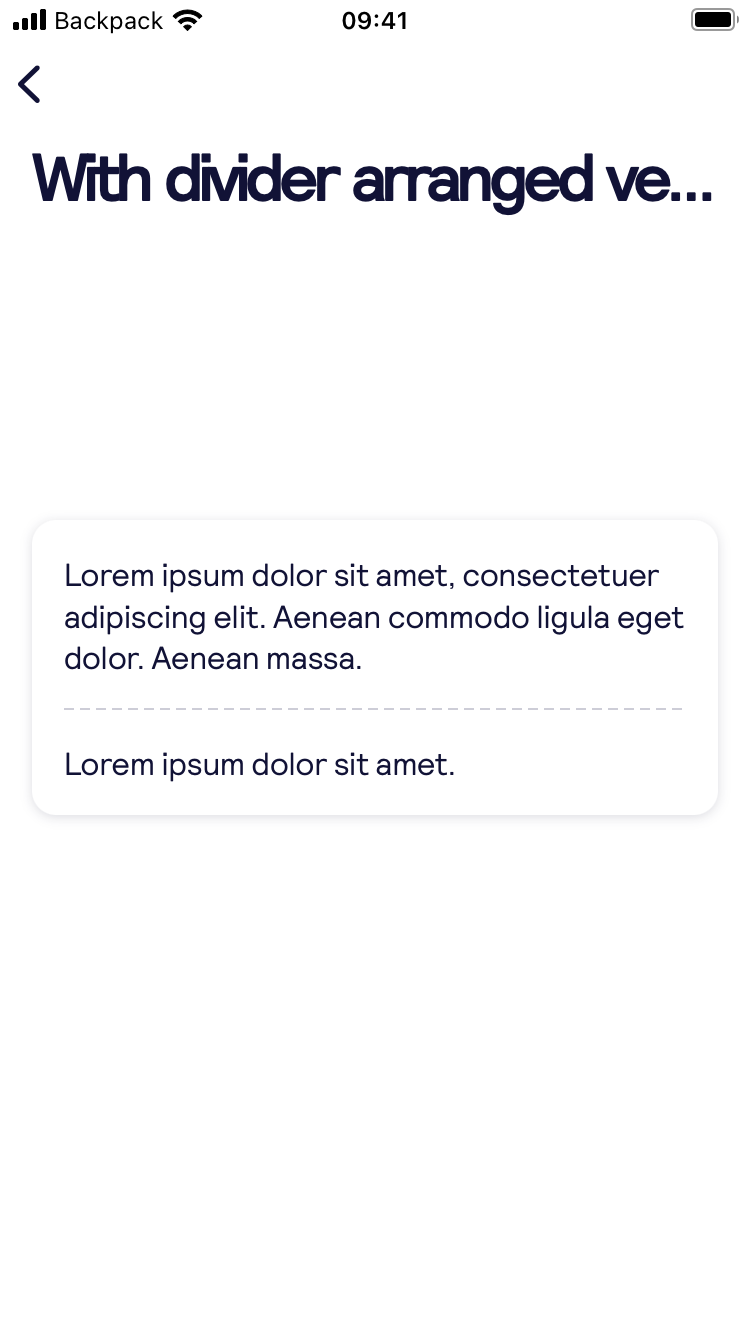 Backpack
09:41
With divider arranged ve...
Lorem ipsum dolor sit amet, consectetuer
adipiscing elit. Aenean commodo ligula eget
dolor. Aenean massa.
Lorem ipsum dolor sit amet.